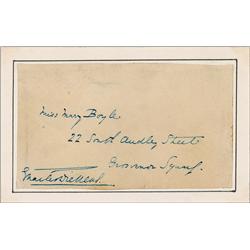 Miss Mary Boyle
22 South Audley Street
Grosvenor Square.
Charles Dickens